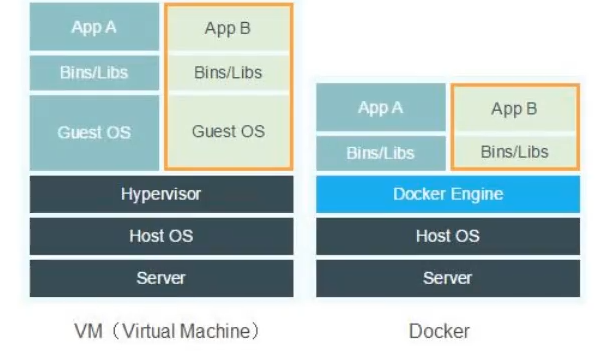 App A
App B
Bins/Libs
Bins/Libs
Guest OS
Guest OS
Hypervisor
Host OS
Server
VM（Virtual Machine）
App A
App B
Bins/Libs
Bins/Libs
Docker Engine
Host OS
Server
Docker